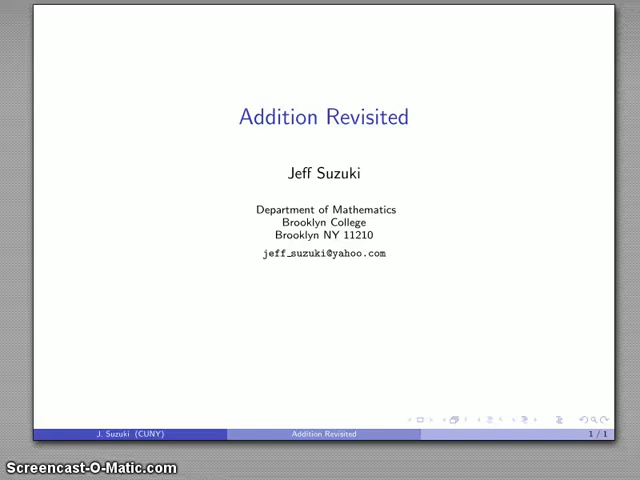 Addition Revisited
Jeff Suzuki
Department of Mathematics
Brooklyn College
Brooklyn NY 11210
jeff_suzuki@yahoo.com
J. Suzuki (CUNY) Addition Revisited 1 / 1
Screencast-O-Matic.com